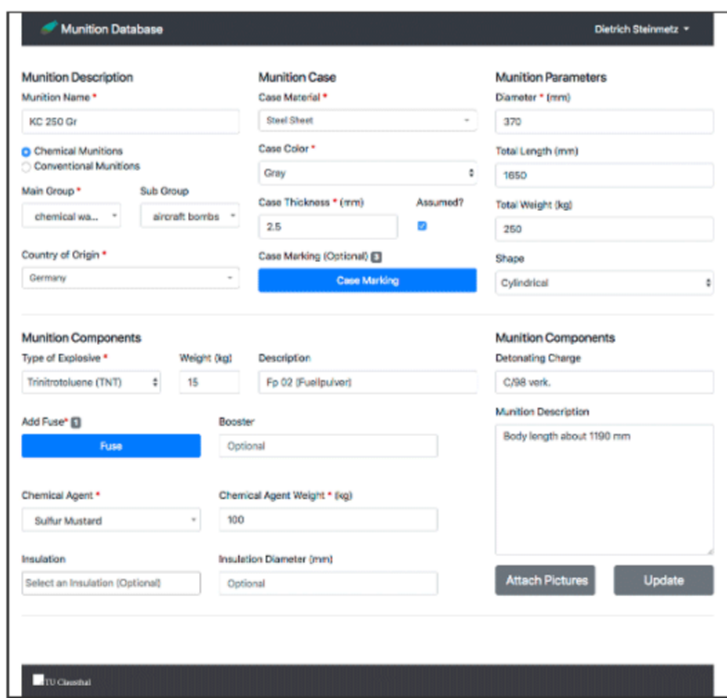 Munition Database
Dietrich Steinmetz
Munition Description
Munition Name *
KC 250 Gr
Chemical Munitions
Conventional Munitions
Main Group * Sub Group
chemical wa... aircraft bombs
Country of Origin *
Germany
Munition Case
Case Material *
Steel Sheet
Case Color *
Gray
Case Thickness * (mm) Assumed?
2.5
Case Marking (Optional) 3
Case Marking
Munition Parameters
Diameter * (mm)
370
Total Length (mm)
1650
Total Weight (kg)
250
Shape
Cylindrical
Munition Components
Type of Explosive * Weight (kg) Description
Trinitrotoluene (TNT) 15 Fp 02 (Fuellpulver)
Add Fuse* 1 Booster
Fuse Optional
Chemical Agent * Chemical Agent Weight * (kg)
Sulfur Mustard 100
Insulation Insulation Diameter (mm)
Select an Insulation (Optional) Optional
Munition Components
Detonating Charge
C/98 verk.
Munition Description
Body length about 1190 mm
Attach Pictures Update
TU Clausthal